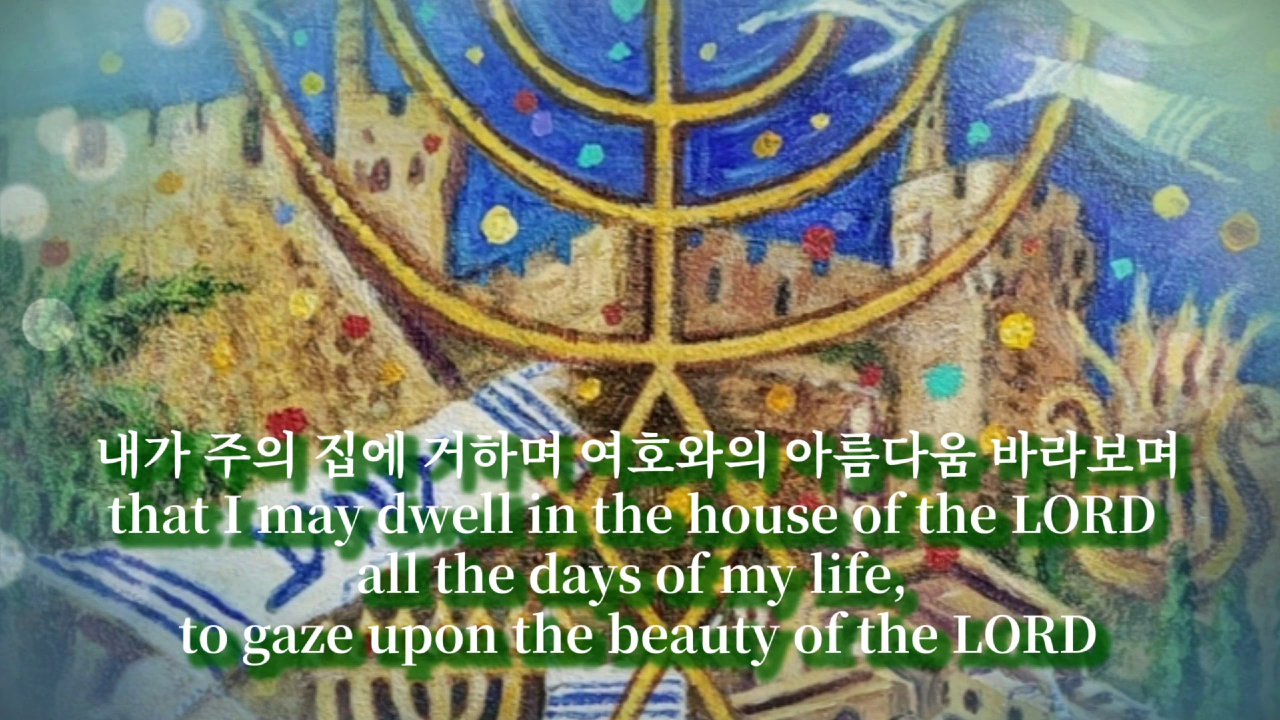 내가 주의 집에 거하며 여호와의 아름다움 바라보며
that I may dwell in the house of the LORD
all the days of my life,
to gaze upon the beauty of the LORD